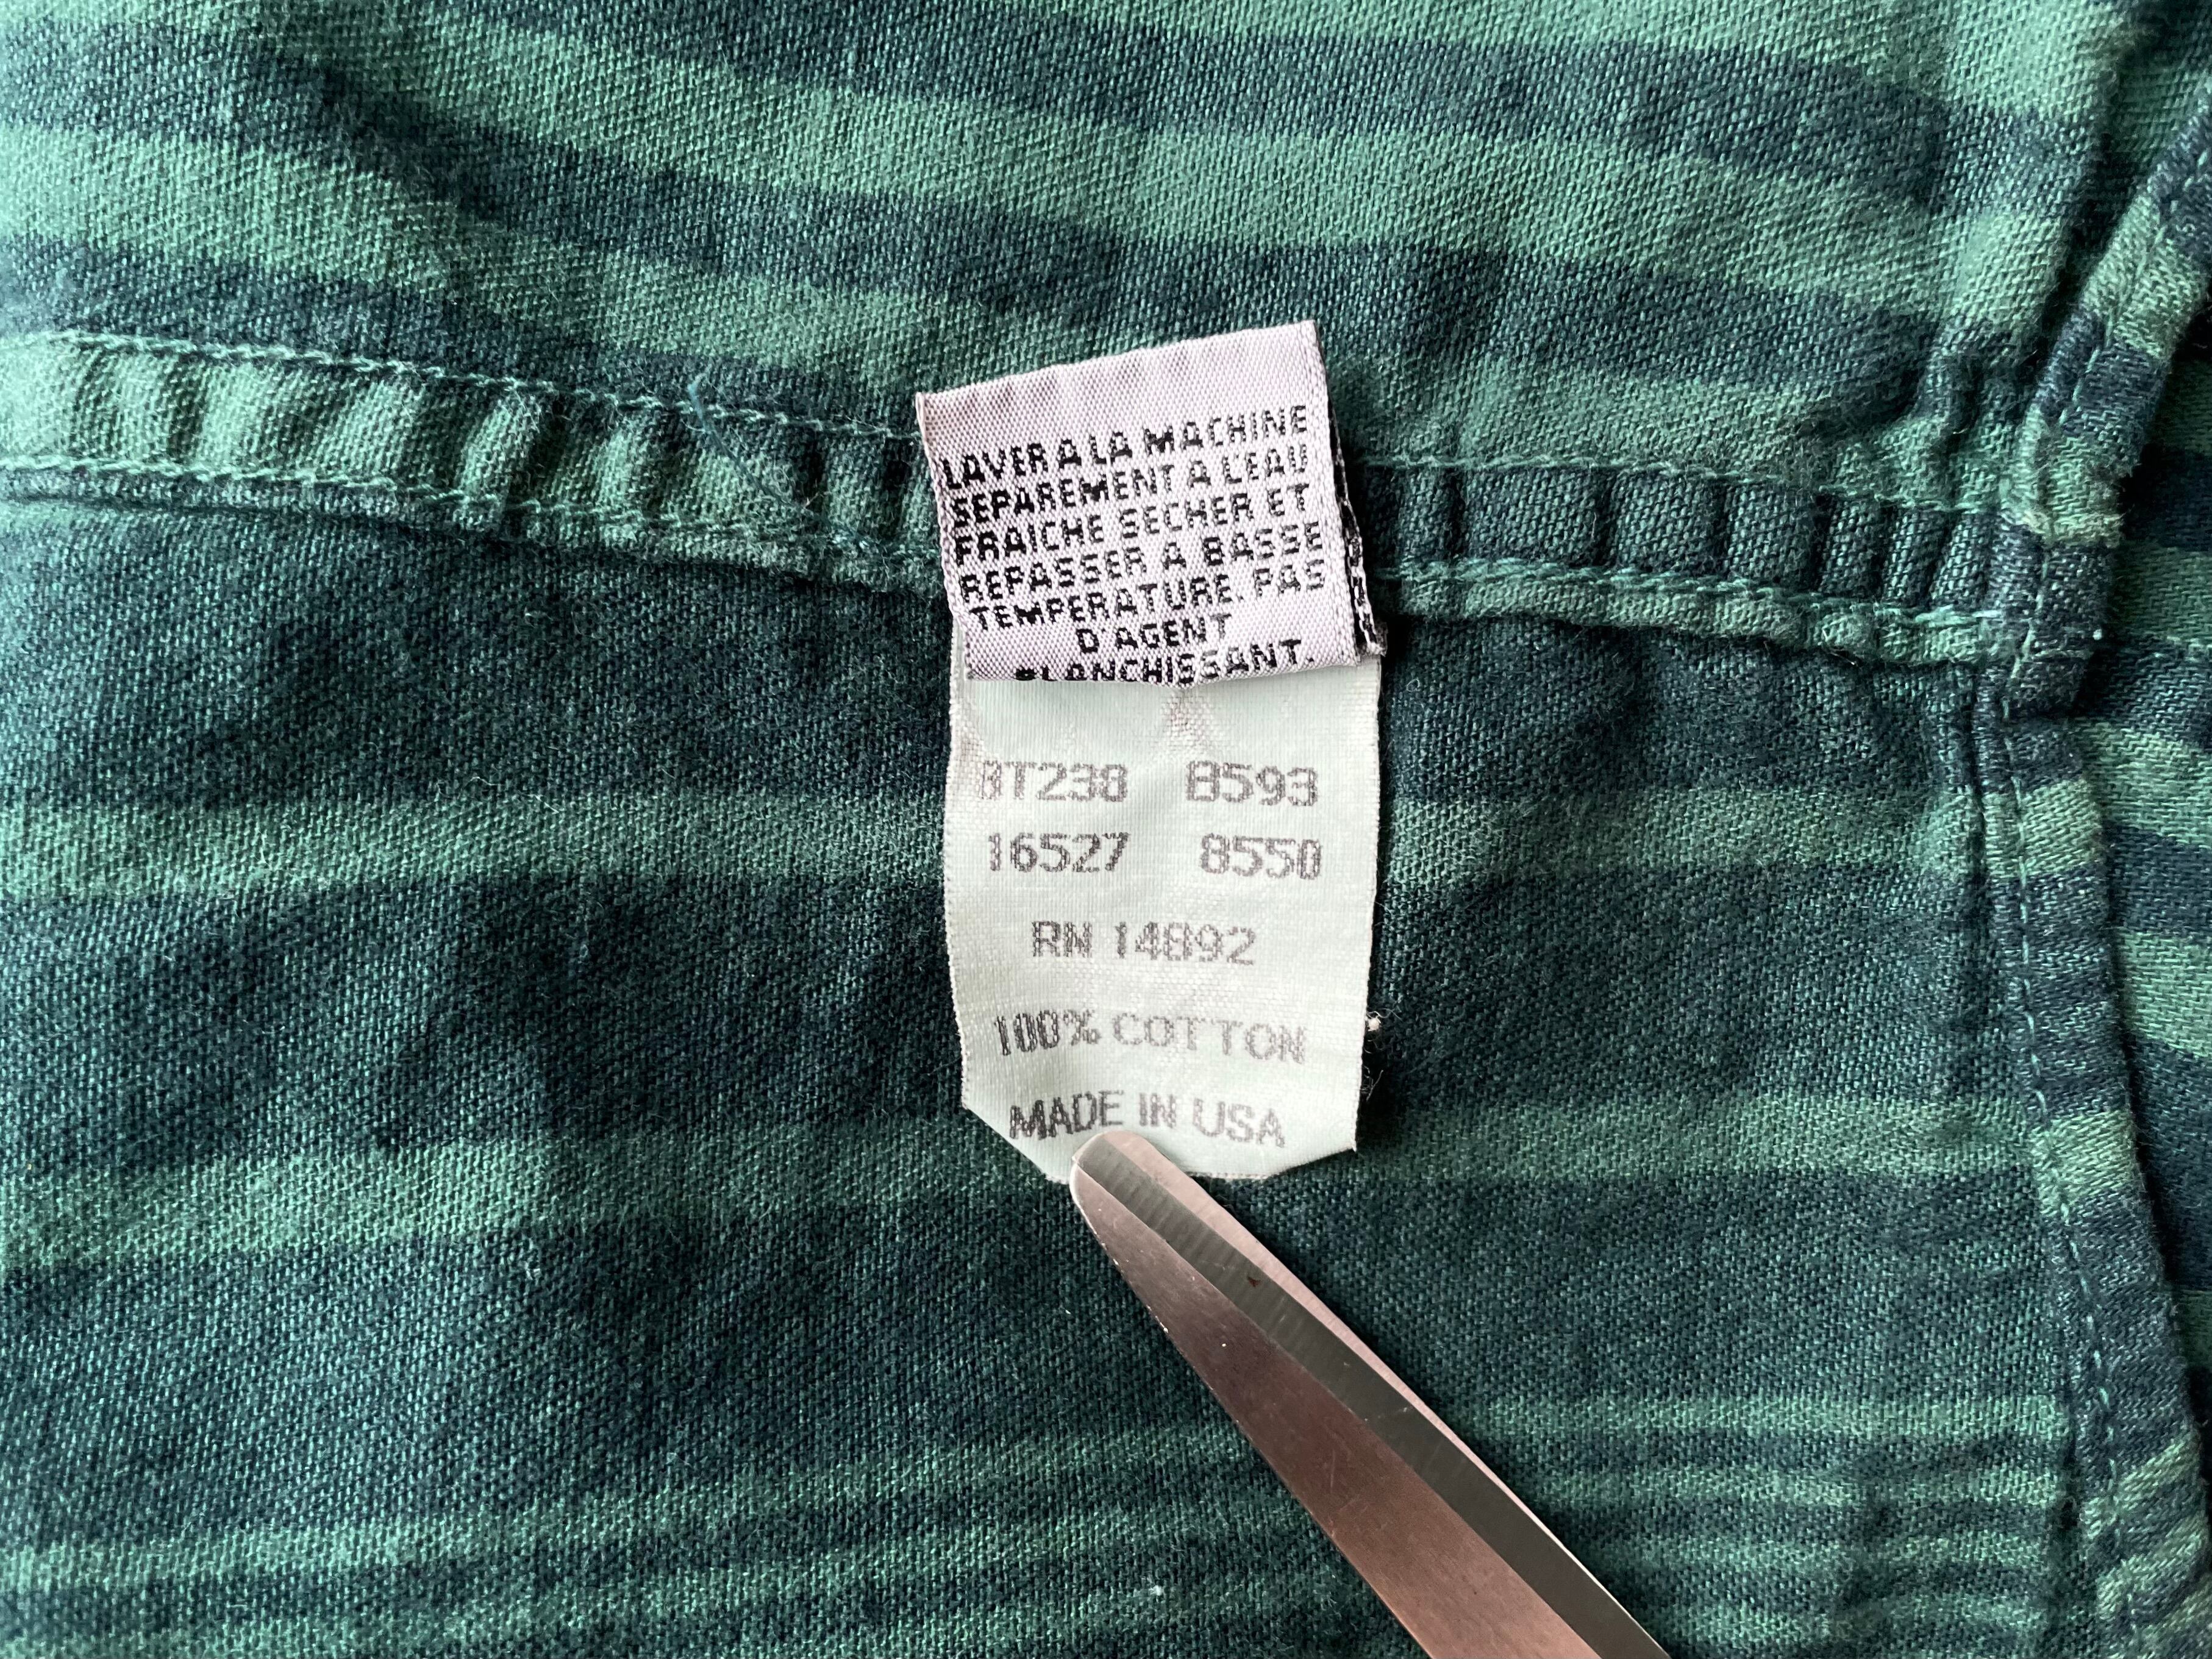 LAVER A LA MACHINE
SEPAREMENT A L'EAU
FRAICHE SECHER ET
REPASSER A BASSE
TEMPERATURE. PAS
D'AGENT
BLANCHISSANT.
BT238 B593
16527 8550
RN 14892
100% COTTON
MADE IN USA